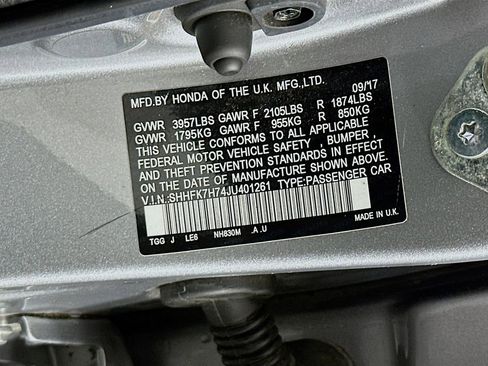 MFD.BY HONDA OF THE U.K. MFG.,LTD. 09/17
GVWR 3957LBS GAWR F 2105LBS R 1874LBS
GVWR 1795KG GAWR F 955KG R 850KG
THIS VEHICLE CONFORMS TO ALL APPLICABLE
FEDERAL MOTOR VEHICLE SAFETY , BUMPER ,
AND THEFT PREVENTION STANDARDS IN EFFECT
ON THE DATE OF MANUFACTURE SHOWN ABOVE.
V.I.N.:SHHFK7H74JU401261 TYPE:PASSENGER CAR
TGG J LE6 NH830M .A .U MADE IN U.K.